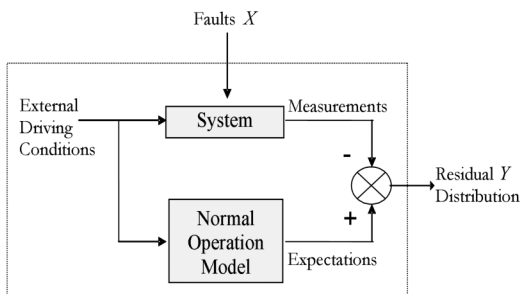 Faults X
External
Driving
Conditions
System
Measurements
-
Residual Y
Distribution
+
Normal
Operation
Model
Expectations